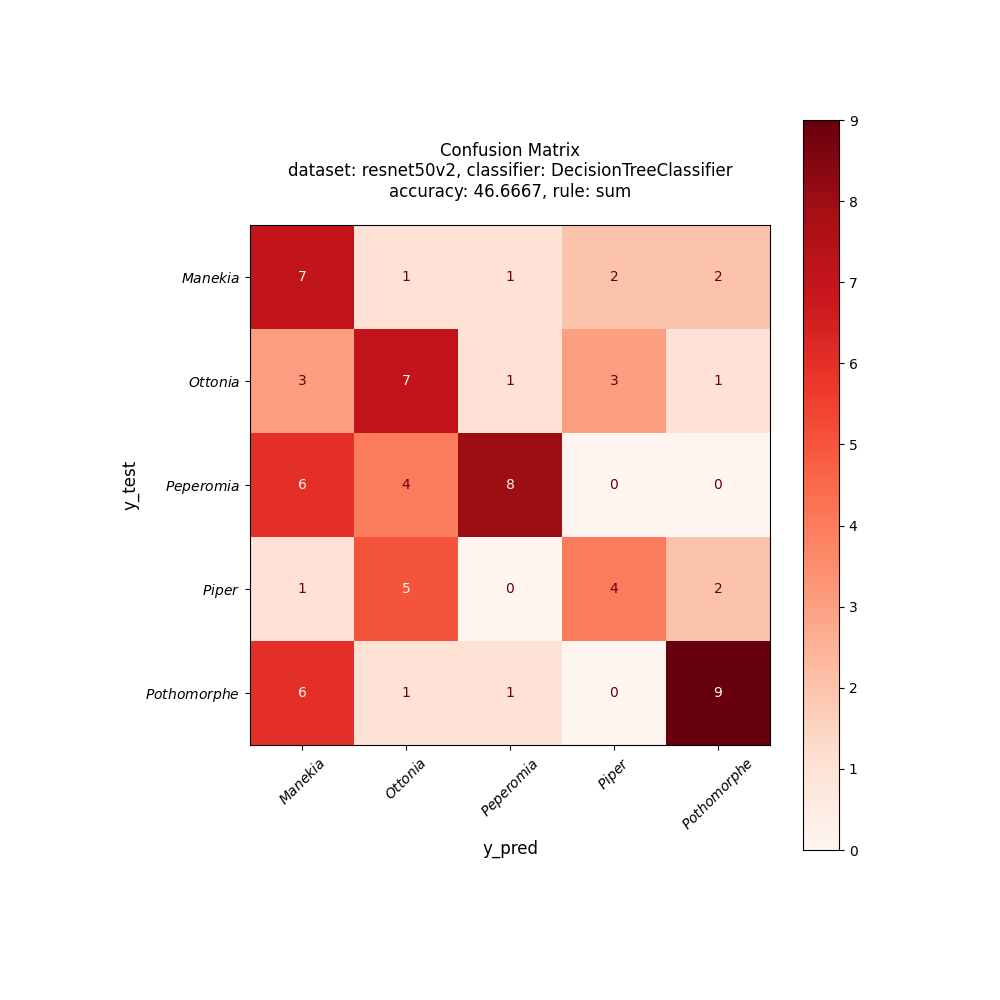 Confusion Matrix
dataset: resnet50v2, classifier: DecisionTreeClassifier
accuracy: 46.6667, rule: sum
y_test
Manekia 7 1 1 2 2
Ottonia 3 7 1 3 1
Peperomia 6 4 8 0 0
Piper 1 5 0 4 2
Pothomorphe 6 1 1 0 9
Manekia Ottonia Peperomia Piper Pothomorphe
y_pred
9
8
7
6
5
4
3
2
1
0